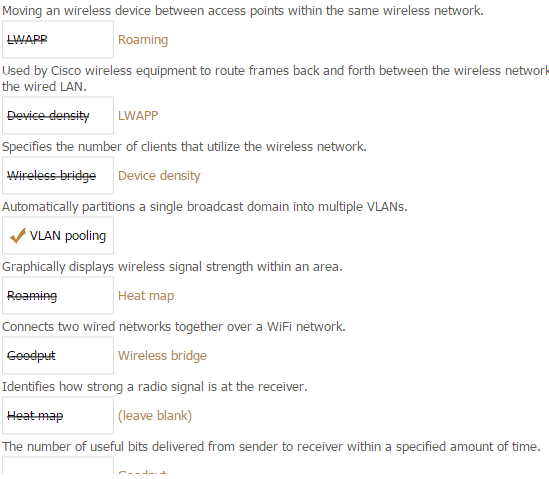 Moving an wireless device between access points within the same wireless network.
LWAPP Roaming
Used by Cisco wireless equipment to route frames back and forth between the wireless network
the wired LAN.
Device density LWAPP
Specifies the number of clients that utilize the wireless network.
Wireless bridge Device density
Automatically partitions a single broadcast domain into multiple VLANs.
VLAN pooling
Graphically displays wireless signal strength within an area.
Roaming Heat map
Connects two wired networks together over a WiFi network.
Goodput Wireless bridge
Identifies how strong a radio signal is at the receiver.
Heat map (leave blank)
The number of useful bits delivered from sender to receiver within a specified amount of time.
Goodput